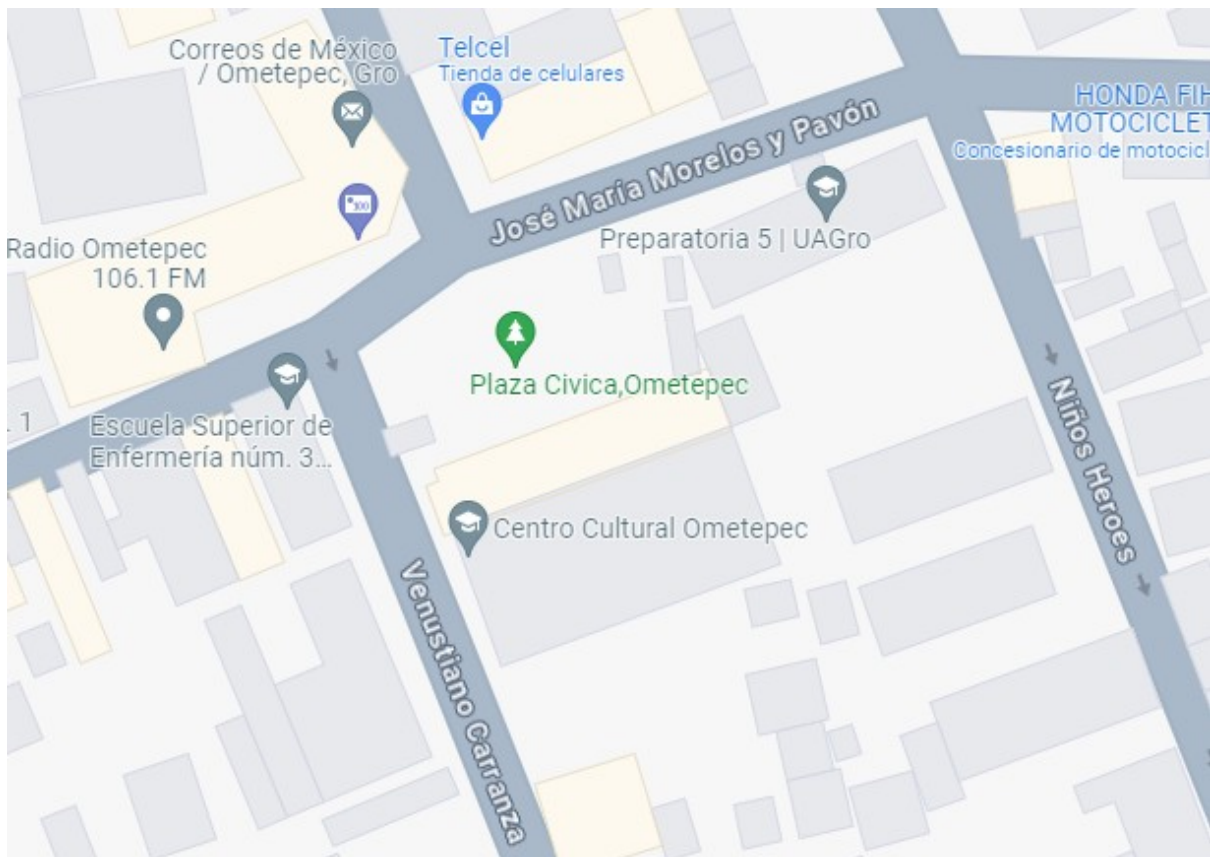 Correos de México
/ Ometepec, Gro
Telcel
Tienda de celulares
HONDA FIH
MOTOCICLET
Concesionario de motocicl
José María Morelos y Pavón
Preparatoria 5 | UAGro
Radio Ometepec
106.1 FM
Plaza Civica,Ometepec
. 1
Escuela Superior de
Enfermería núm. 3...
Niños Heroes
Centro Cultural Ometepec
Venustiano Carranza